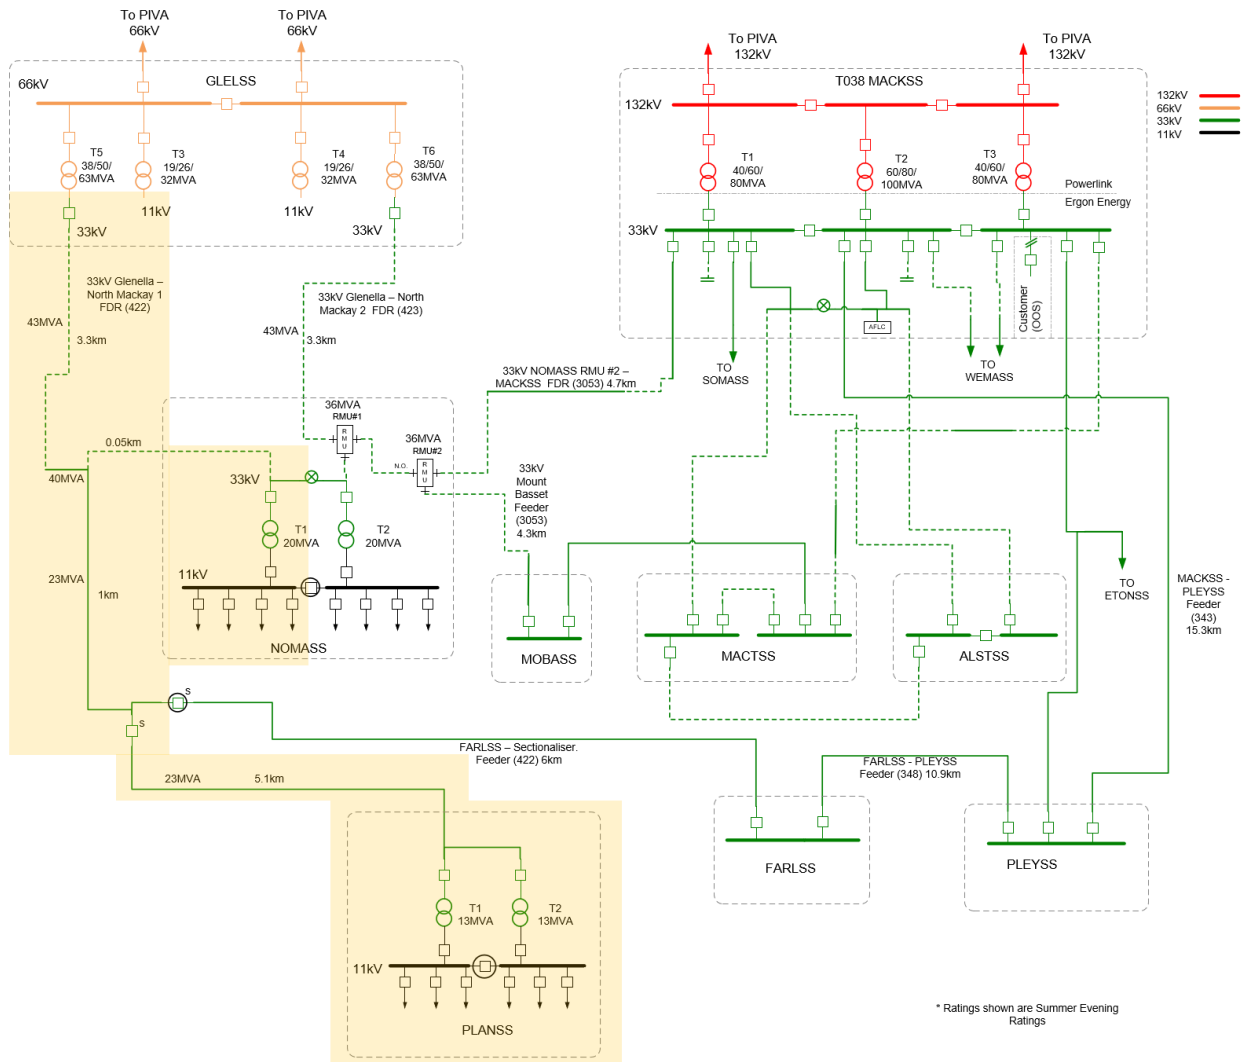 To PIVA
66kV
To PIVA
66kV
66kV
GLELSS
T5
38/50/
63MVA
T3
19/26/
32MVA
T4
19/26/
32MVA
T6
38/50/
63MVA
11kV
11kV
33kV
33kV
33kV Glenella –
North Mackay 1
FDR (422)
33kV Glenella – North
Mackay 2 FDR (423)
43MVA
3.3km
43MVA
3.3km
To PIVA
132kV
To PIVA
132kV
T038 MACKSS
132kV
T1
40/60/
80MVA
T2
60/80/
100MVA
T3
40/60/
80MVA
Powerlink
Ergon Energy
33kV
132kV
66kV
33kV
11kV
Customer
(OOS)
AFLC
TO
SOMASS
TO
WEMASS
33kV NOMASS RMU #2 –
MACKSS FDR (3053) 4.7km
36MVA
RMU#1
R
M
U
36MVA
RMU#2
R
M
U
N.O.
0.05km
40MVA
33kV
T1
20MVA
T2
20MVA
11kV
NOMASS
23MVA
1km
33kV
Mount
Basset
Feeder
(3053)
4.3km
MOBASS
MACTSS
ALSTSS
TO
ETONSS
MACKSS -
PLEYSS
Feeder
(343)
15.3km
S
S
FARLSS – Sectionaliser.
Feeder (422) 6km
FARLSS - PLEYSS
Feeder (348) 10.9km
23MVA
5.1km
FARLSS
PLEYSS
T1
13MVA
T2
13MVA
11kV
PLANSS
* Ratings shown are Summer Evening
Ratings